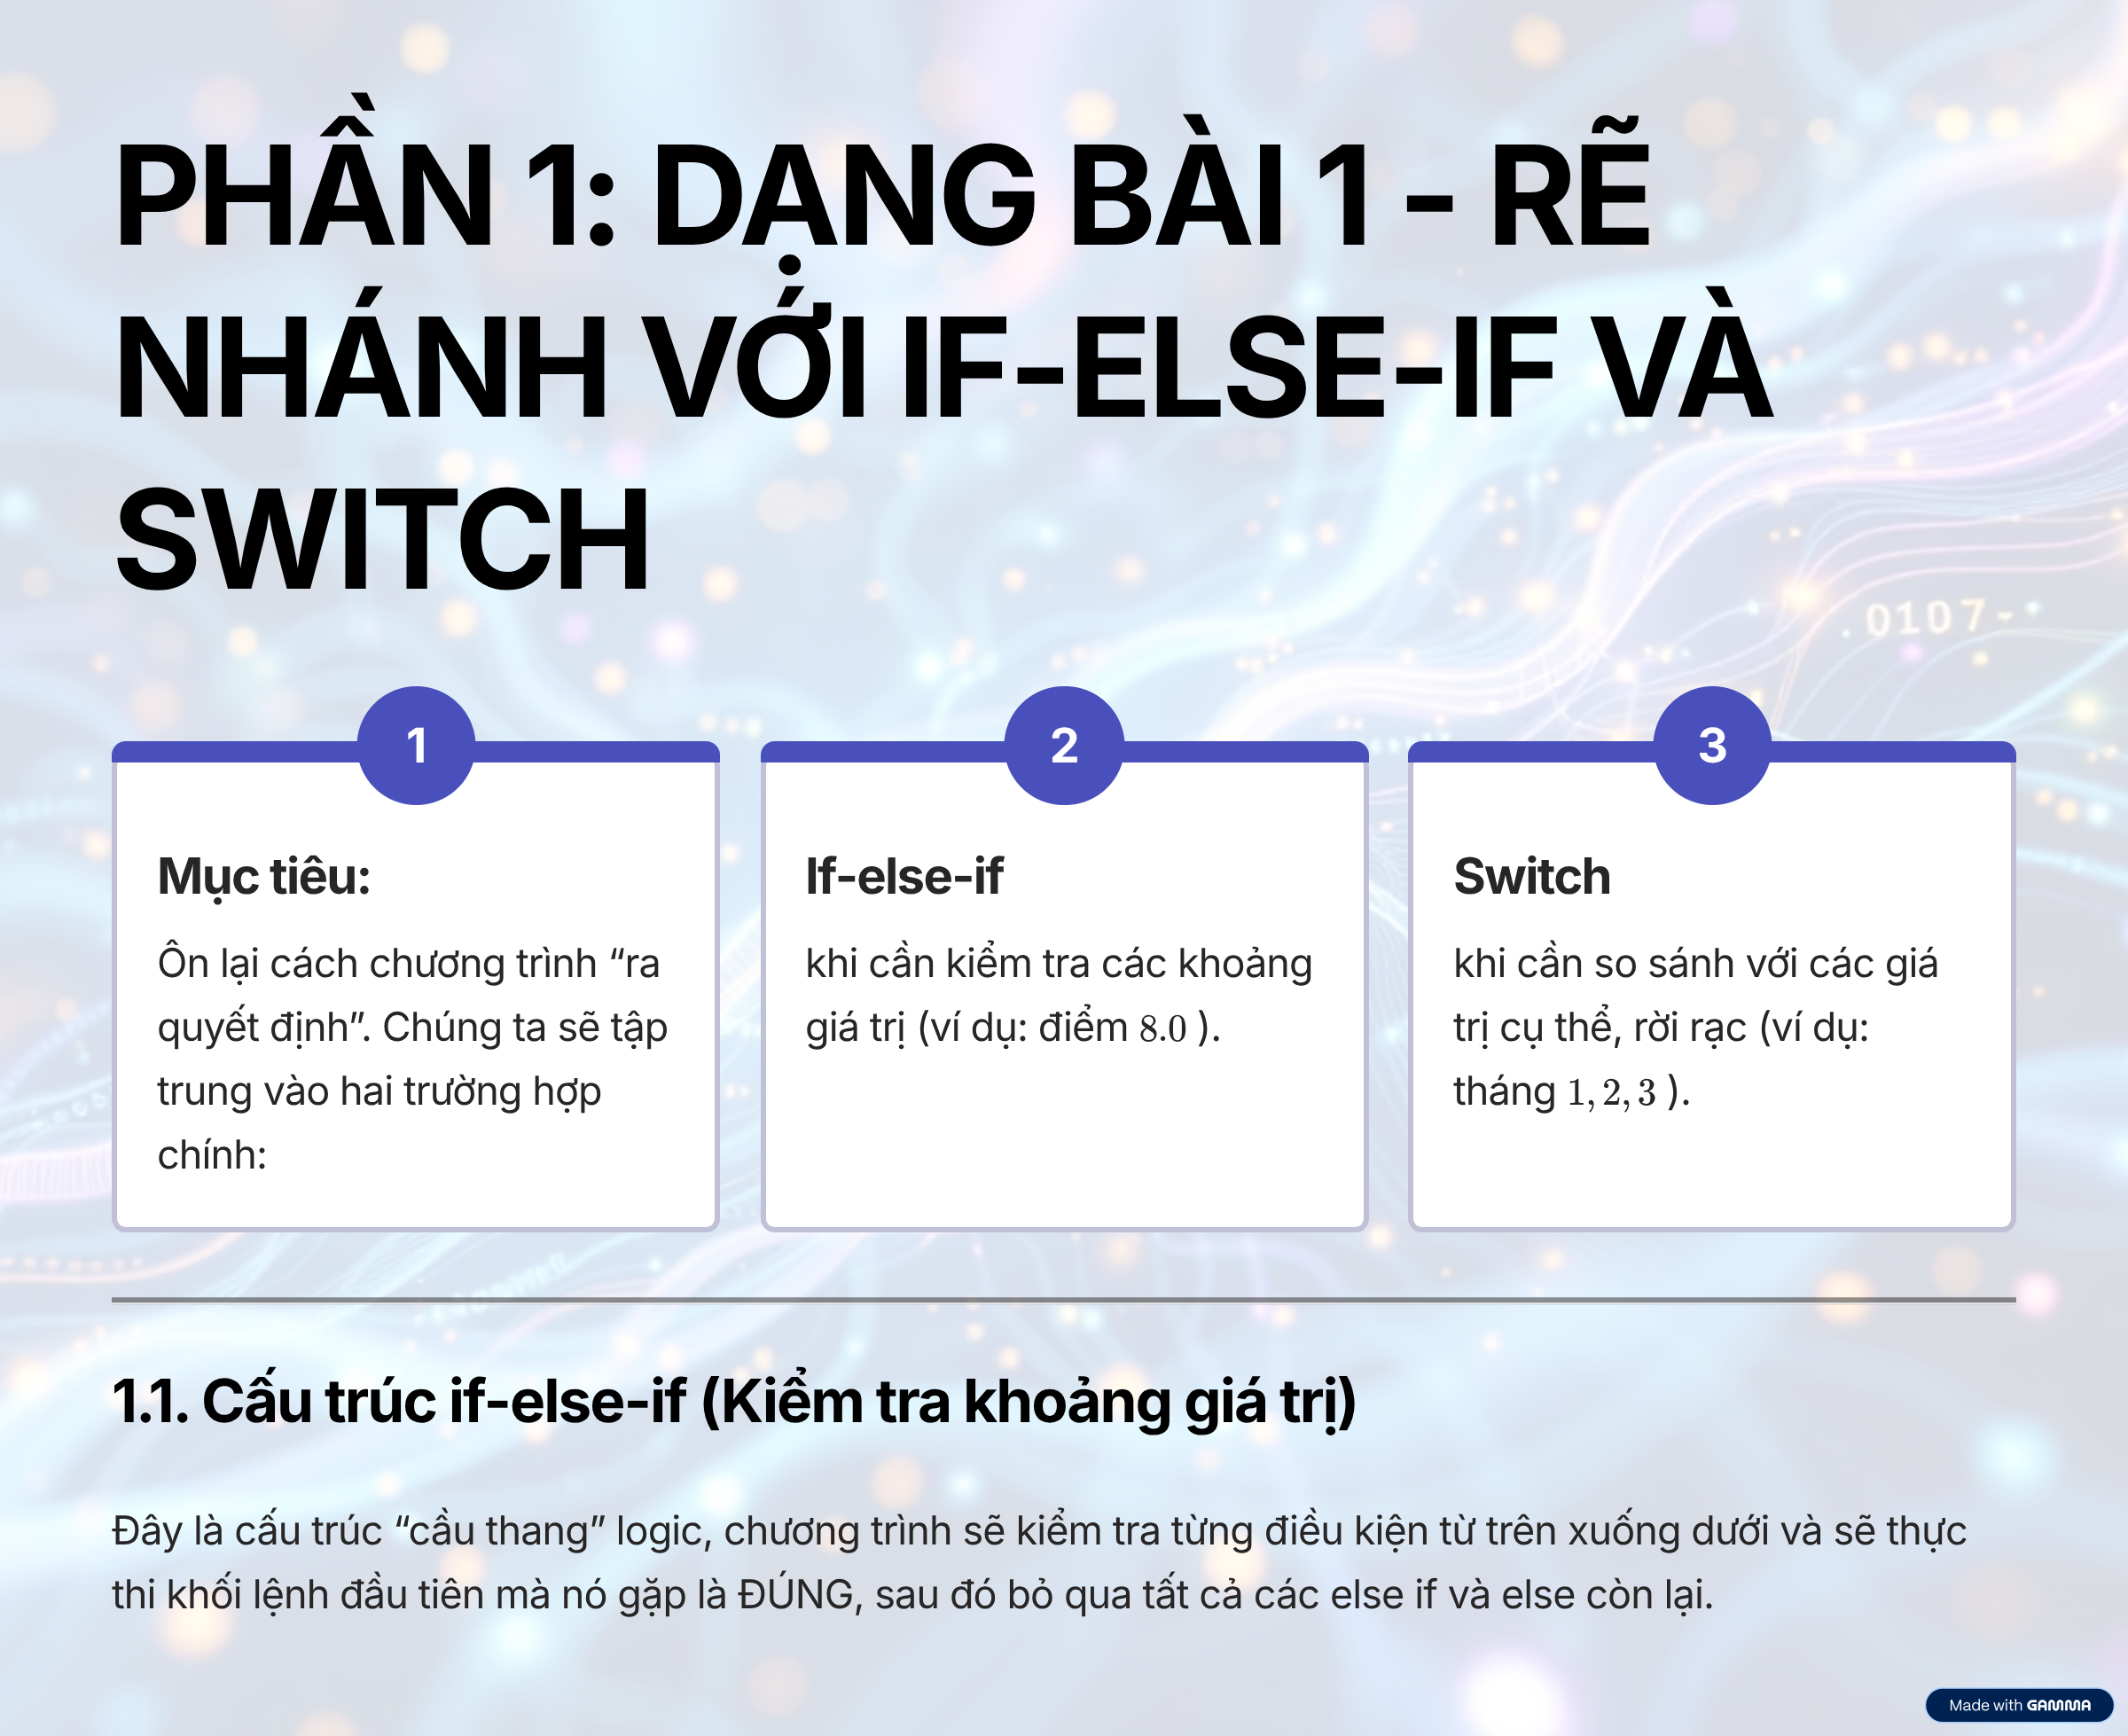 PHẦN 1: DẠNG BÀI 1 - RẼ
NHÁNH VỚI IF-ELSE-IF VÀ
SWITCH
0107-
1
Mục tiêu:
Ôn lại cách chương trình “ra
quyết định”. Chúng ta sẽ tập
trung vào hai trường hợp
chính:
2
If-else-if
khi cần kiểm tra các khoảng
giá trị (ví dụ: điểm 8.0 ).
3
Switch
khi cần so sánh với các giá
trị cụ thể, rời rạc (ví dụ:
tháng 1, 2, 3 ).
1.1. Cấu trúc if-else-if (Kiểm tra khoảng giá trị)
Đây là cấu trúc “cầu thang” logic, chương trình sẽ kiểm tra từng điều kiện từ trên xuống dưới và sẽ thực
thi khối lệnh đầu tiên mà nó gặp là ĐÚNG, sau đó bỏ qua tất cả các else if và else còn lại.
Made with GAMMA